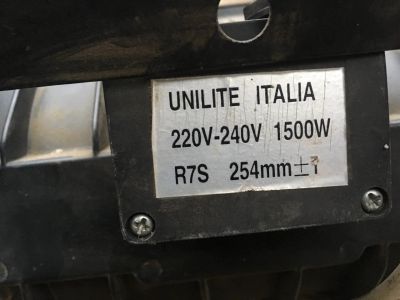 UNILITE ITALIA
220V-240V 1500W
R7S 254mm±1